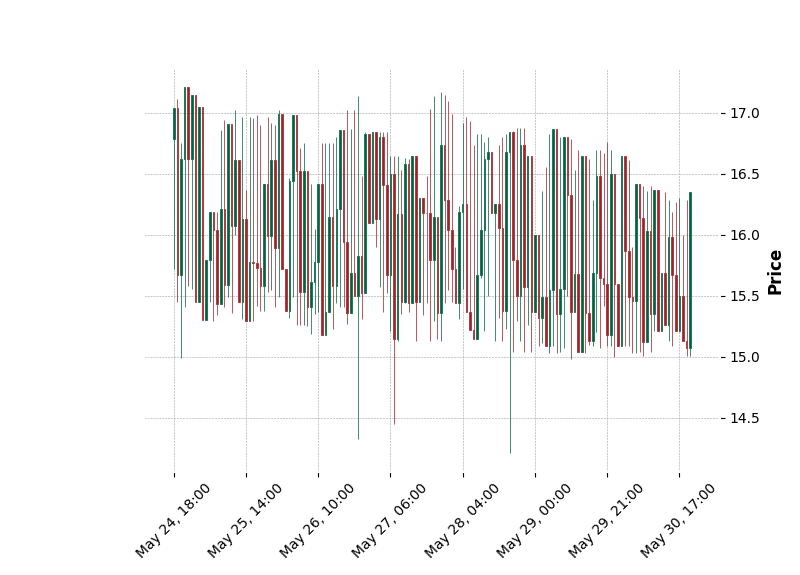 17.0
16.5
16.0
15.5
15.0
14.5
Price
May 24, 18:00
May 25, 14:00
May 26, 10:00
May 27, 06:00
May 28, 04:00
May 29, 00:00
May 29, 21:00
May 30, 17:00